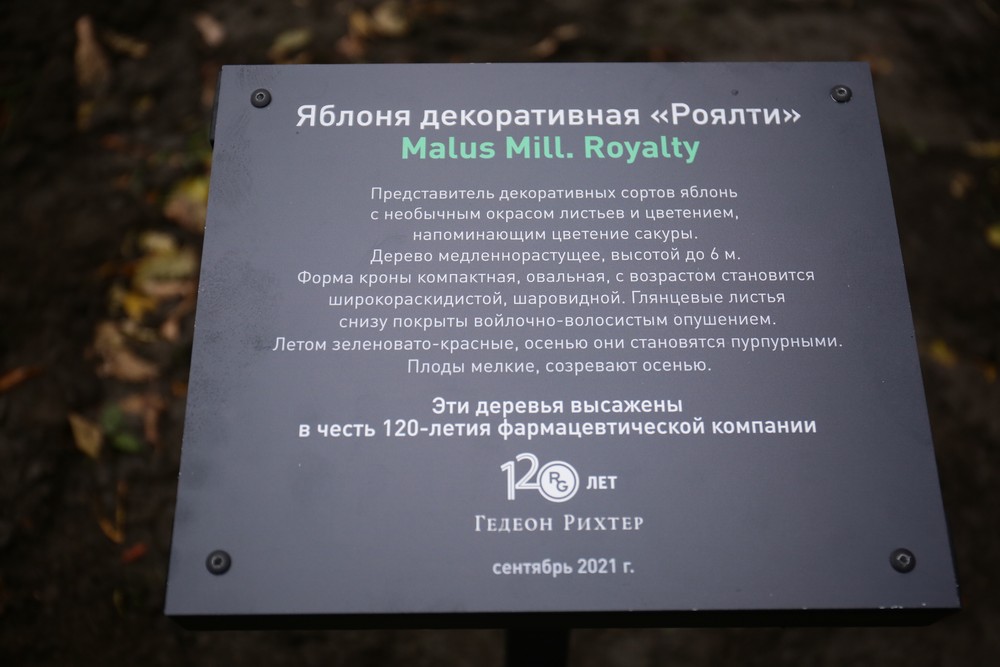 Яблоня декоративная «Роялти»
Malus Mill. Royalty
Представитель декоративных сортов яблонь
с необычным окрасом листьев и цветением,
напоминающим цветение сакуры.
Дерево медленнорастущее, высотой до 6 м.
Форма кроны компактная, овальная, с возрастом становится
широкораскидистой, шаровидной. Глянцевые листья
снизу покрыты войлочно-волосистым опушением.
Летом зеленовато-красные, осенью они становятся пурпурными.
Плоды мелкие, созревают осенью.
Эти деревья высажены
в честь 120-летия фармацевтической компании
120 RG ЛЕТ
ГЕДЕОН РИХТЕР
сентябрь 2021 г.